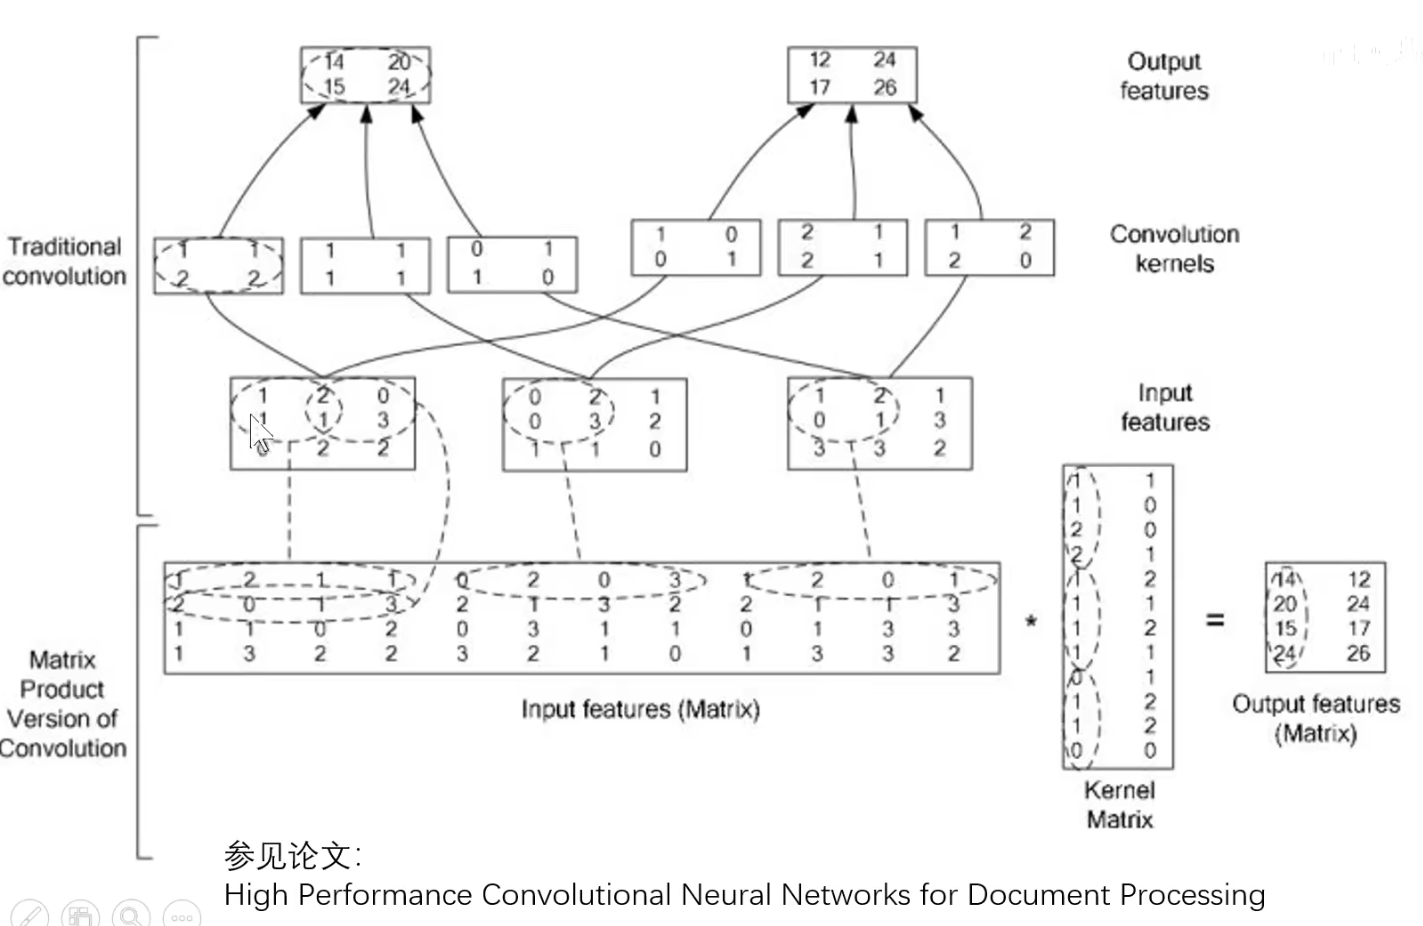 14 20
15 24
12 24
17 26
Output
features
Traditional
convolution
1 1
2 2
1 1
1 1
0 1
1 0
1 0
0 1
2 1
2 1
1 2
2 0
Convolution
kernels
1 2 0
1 1 3
0 2 2
0 2 1
0 3 2
1 1 0
1 2 1
0 1 3
3 3 2
Input
features
Matrix
Product
Version of
Convolution
1 2 1 1 0 2 0 3 1 2 0 1
2 0 1 3 2 1 3 2 2 1 1 3
1 1 0 2 0 3 1 1 0 1 3 3
1 3 2 2 3 2 1 0 1 3 3 2
Input features (Matrix)
*
1 1
1 0
2 0
2 1
1 2
1 1
1 2
1 1
0 1
1 2
1 2
0 0
Kernel
Matrix
=
14 12
20 24
15 17
24 26
Output features
(Matrix)
参见论文：
High Performance Convolutional Neural Networks for Document Processing